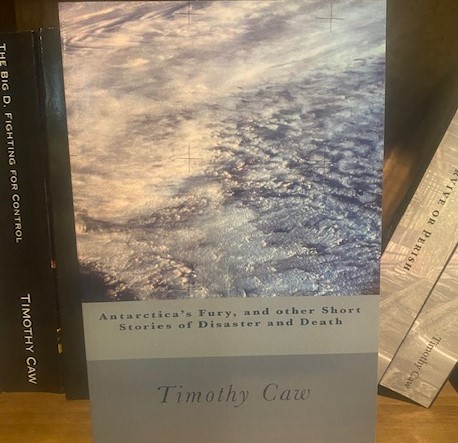 THE BIG D. FIGHTING FOR CONTROL
TIMOTHY CAW
Antarctica's Fury, and other Short
Stories of Disaster and Death
Timothy Caw
OR PERISH
Timothy Caw